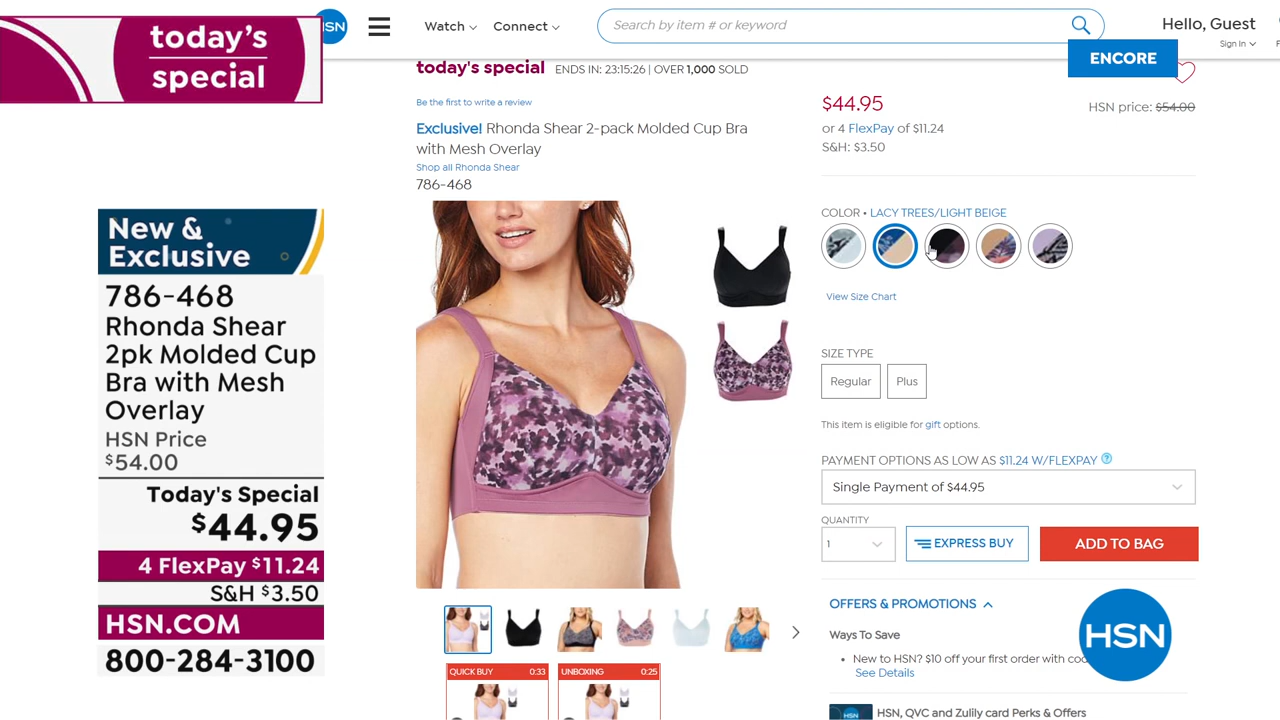 today's
special
HSN
Watch
Connect
Search by item # or keyword
Hello, Guest
Sign In
ENCORE
today's special ENDS IN: 23:15:26 | OVER 1,000 SOLD
Be the first to write a review
Exclusive! Rhonda Shear 2-pack Molded Cup Bra
with Mesh Overlay
Shop all Rhonda Shear
786-468
$44.95
HSN price: $54.00
or 4 FlexPay of $11.24
S&H: $3.50
COLOR • LACY TREES/LIGHT BEIGE
View Size Chart
SIZE TYPE
Regular
Plus
This item is eligible for gift options.
PAYMENT OPTIONS AS LOW AS $11.24 W/FLEXPAY ?
Single Payment of $44.95
QUANTITY
1
EXPRESS BUY
ADD TO BAG
OFFERS & PROMOTIONS
Ways To Save
• New to HSN? $10 off your first order with
See Details
HSN, QVC and Zulily card Perks & Offers
HSN
QUICK BUY 0:33
UNBOXING 0:25
New &
Exclusive
786-468
Rhonda Shear
2pk Molded Cup
Bra with Mesh
Overlay
HSN Price
$54.00
Today's Special
$44.95
4 FlexPay $11.24
S&H $3.50
HSN.COM
800-284-3100